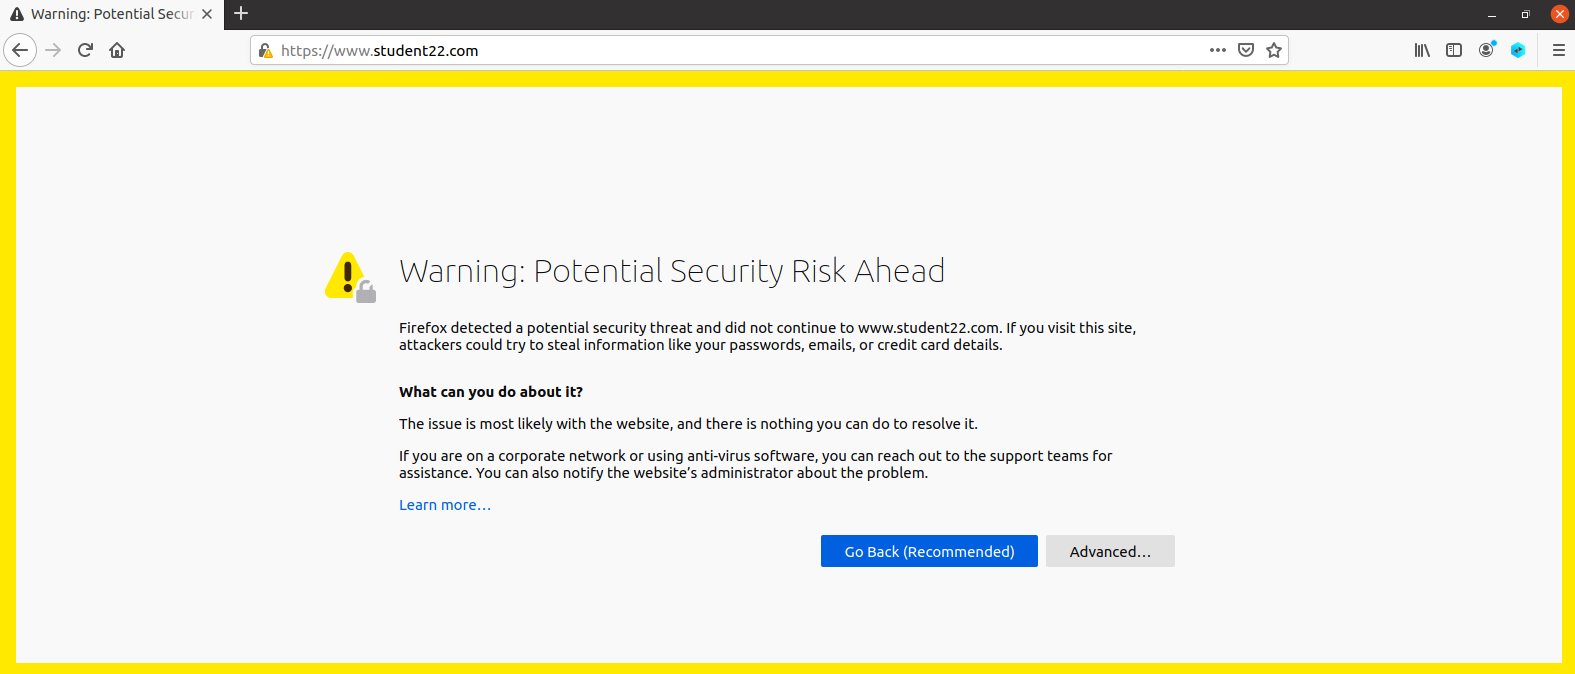 Warning: Potential Secur
https://www.student22.com
Warning: Potential Security Risk Ahead
Firefox detected a potential security threat and did not continue to www.student22.com. If you visit this site,
attackers could try to steal information like your passwords, emails, or credit card details.
What can you do about it?
The issue is most likely with the website, and there is nothing you can do to resolve it.
If you are on a corporate network or using anti-virus software, you can reach out to the support teams for
assistance. You can also notify the website’s administrator about the problem.
Learn more…
Go Back (Recommended) Advanced…